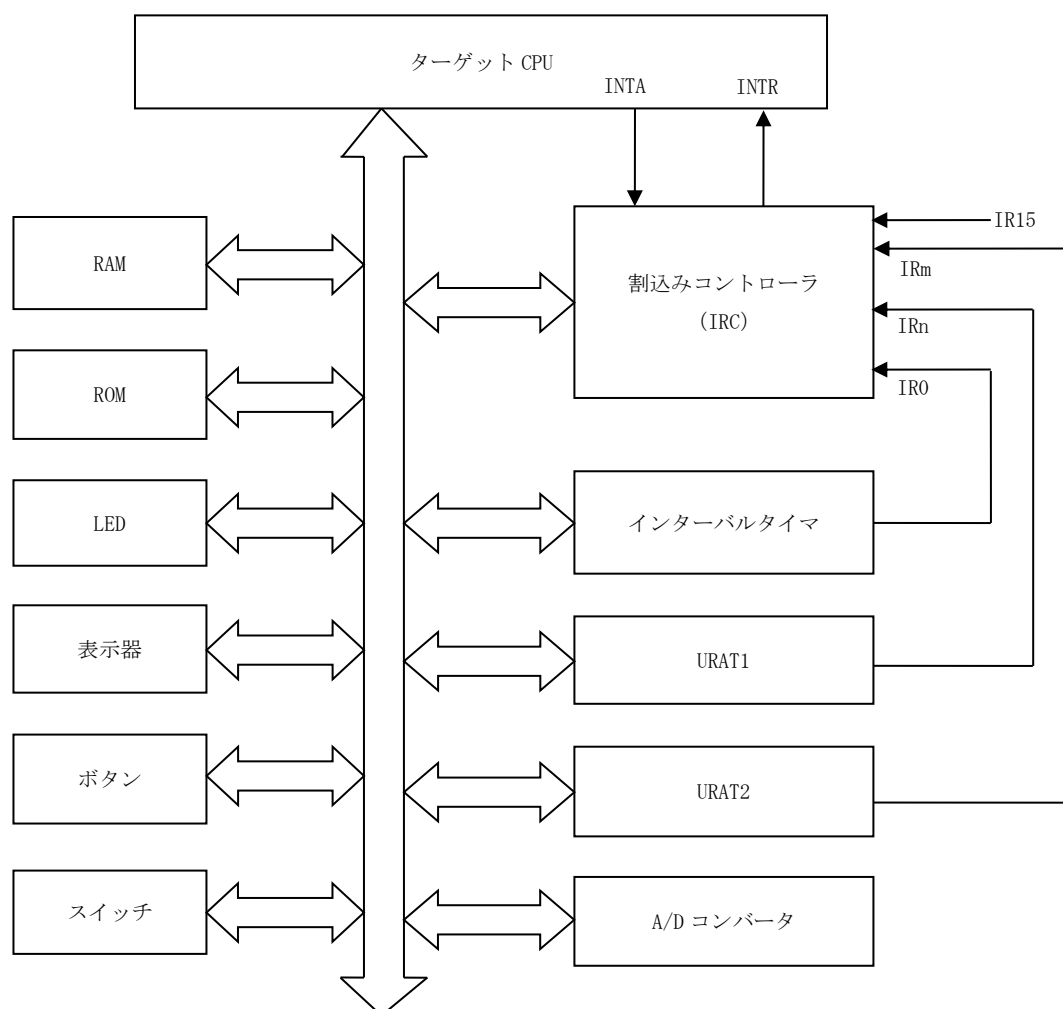 ターゲット CPU
INTA
INTR
RAM
割込みコントローラ
(IRC)
IR15
IRm
IRn
IR0
ROM
LED
インターバルタイマ
表示器
URAT1
ボタン
URAT2
スイッチ
A/D コンバータ